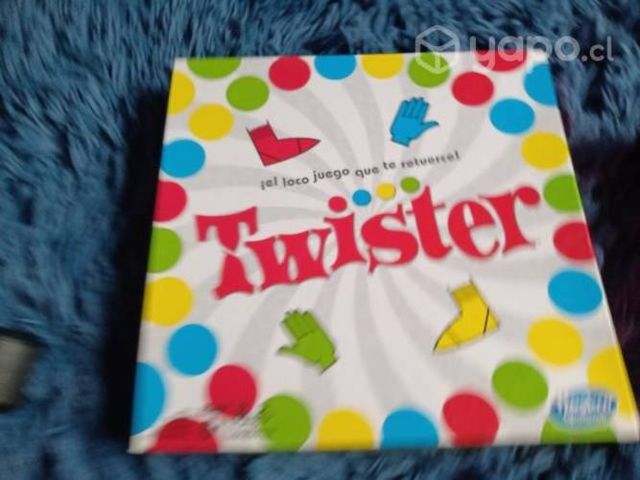 yapo.cl
¡el loco juego que te retuerce!
Twister